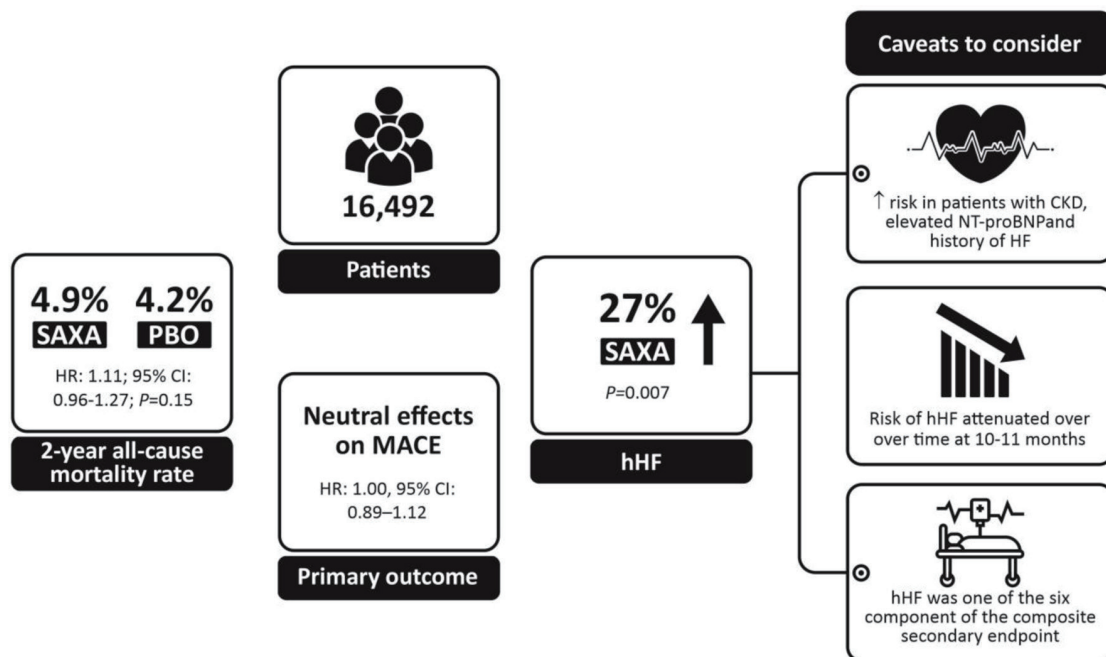 4.9% 4.2%
SAXA PBO
HR: 1.11; 95% CI:
0.96-1.27; P=0.15
2-year all-cause
mortality rate
16,492
Patients
Neutral effects
on MACE
HR: 1.00, 95% CI:
0.89–1.12
Primary outcome
27%
SAXA
P=0.007
hHF
Caveats to consider
↑ risk in patients with CKD,
elevated NT-proBNPand
history of HF
Risk of hHF attenuated over
over time at 10-11 months
hHF was one of the six
component of the composite
secondary endpoint